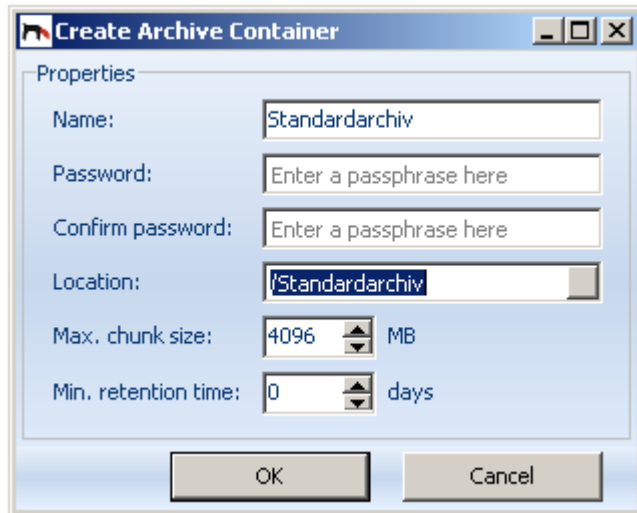 Create Archive Container
Properties
Name: Standardarchiv
Password: Enter a passphrase here
Confirm password: Enter a passphrase here
Location: /Standardarchiv
Max. chunk size: 4096 MB
Min. retention time: 0 days
OK Cancel